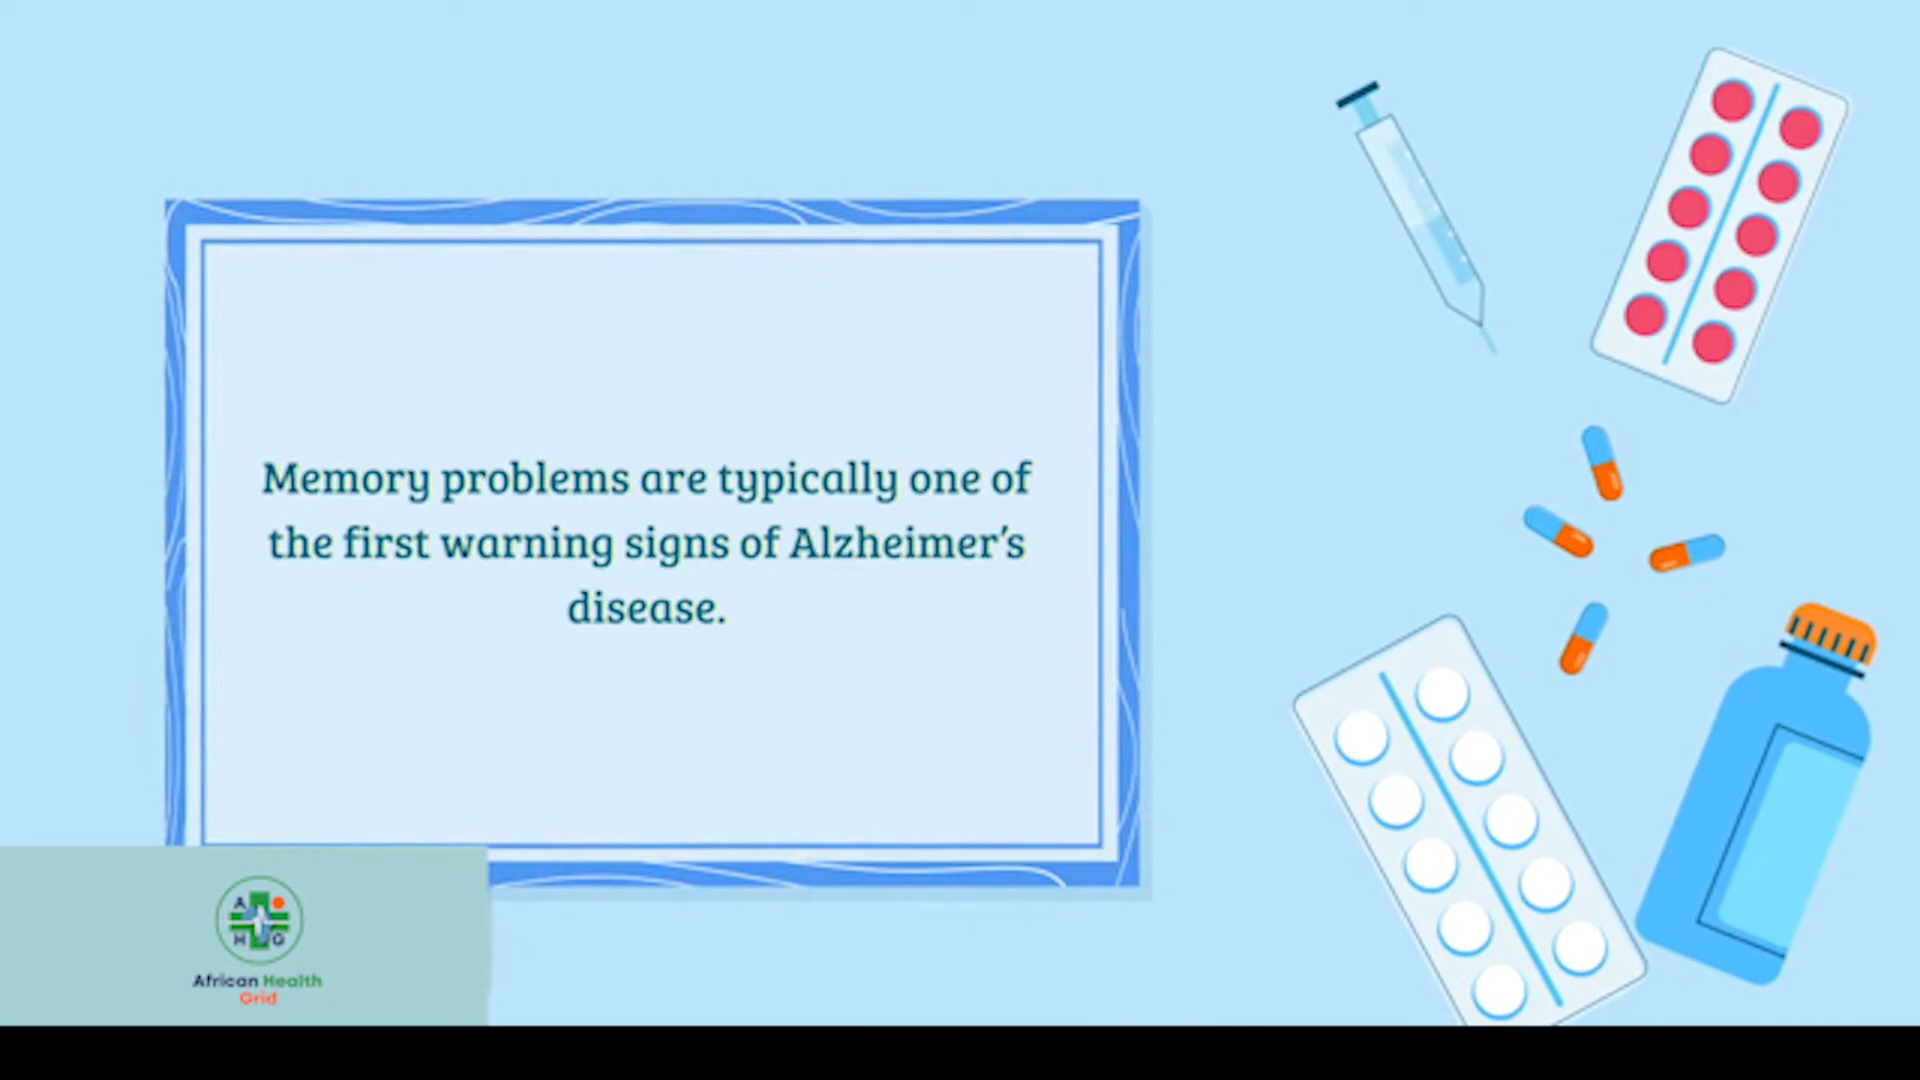 Memory problems are typically one of
the first warning signs of Alzheimer’s
disease.
A
H G
African Health
Grid